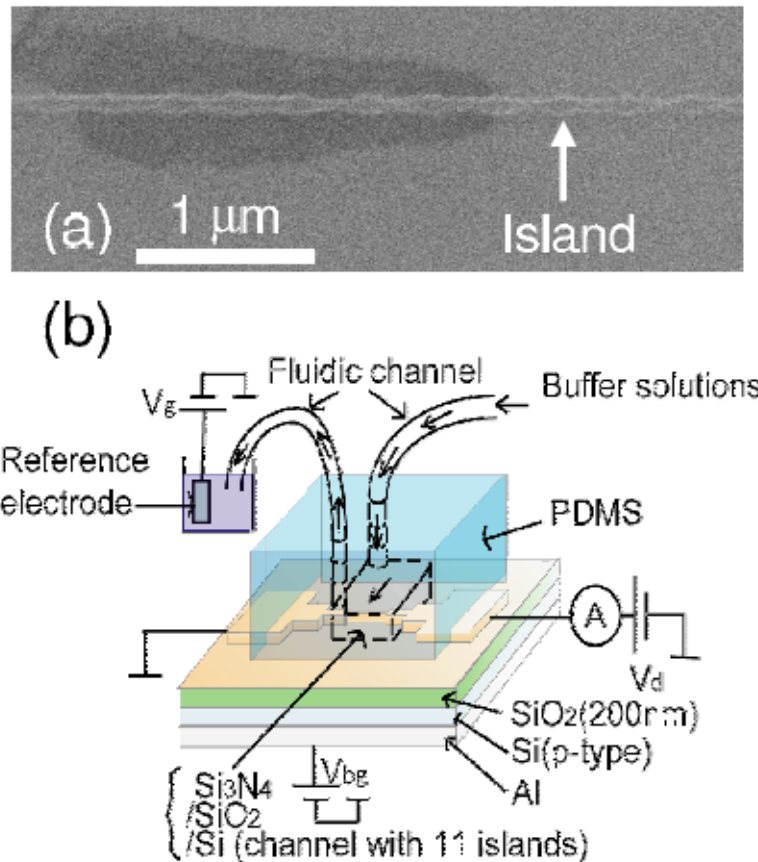 (a)
1 μm
Island
(b)
Fluidic channel
Buffer solutions
Vg
Reference
electrode
PDMS
A
Vd
SiO2(200nm)
Si(p-type)
Al
Vbg
Si3N4
/SiO2
/Si (channel with 11 islands)